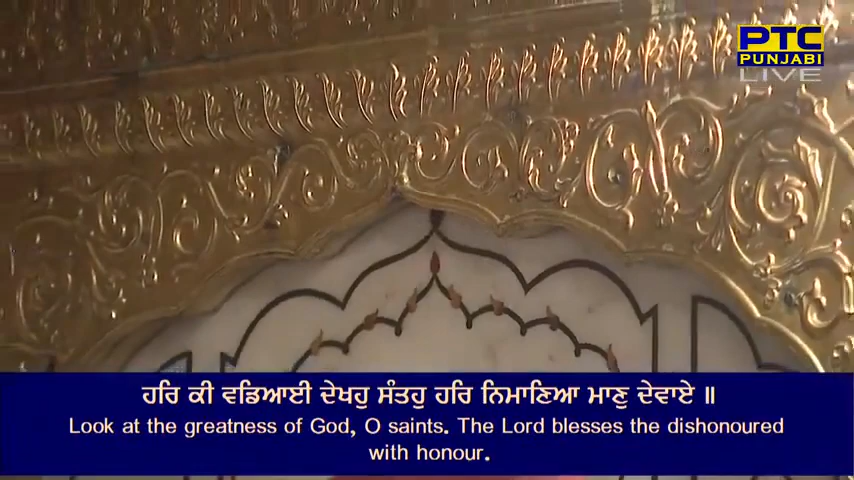 PTC
PUNJABI
LIVE
ਹਰਿ ਕੀ ਵਡਿਆਈ ਦੇਖਹੁ ਸੰਤਹੁ ਹਰਿ ਨਿਮਾਣਿਆ ਮਾਣੁ ਦੇਵਾਏ ॥
Look at the greatness of God, O saints. The Lord blesses the dishonoured
with honour.